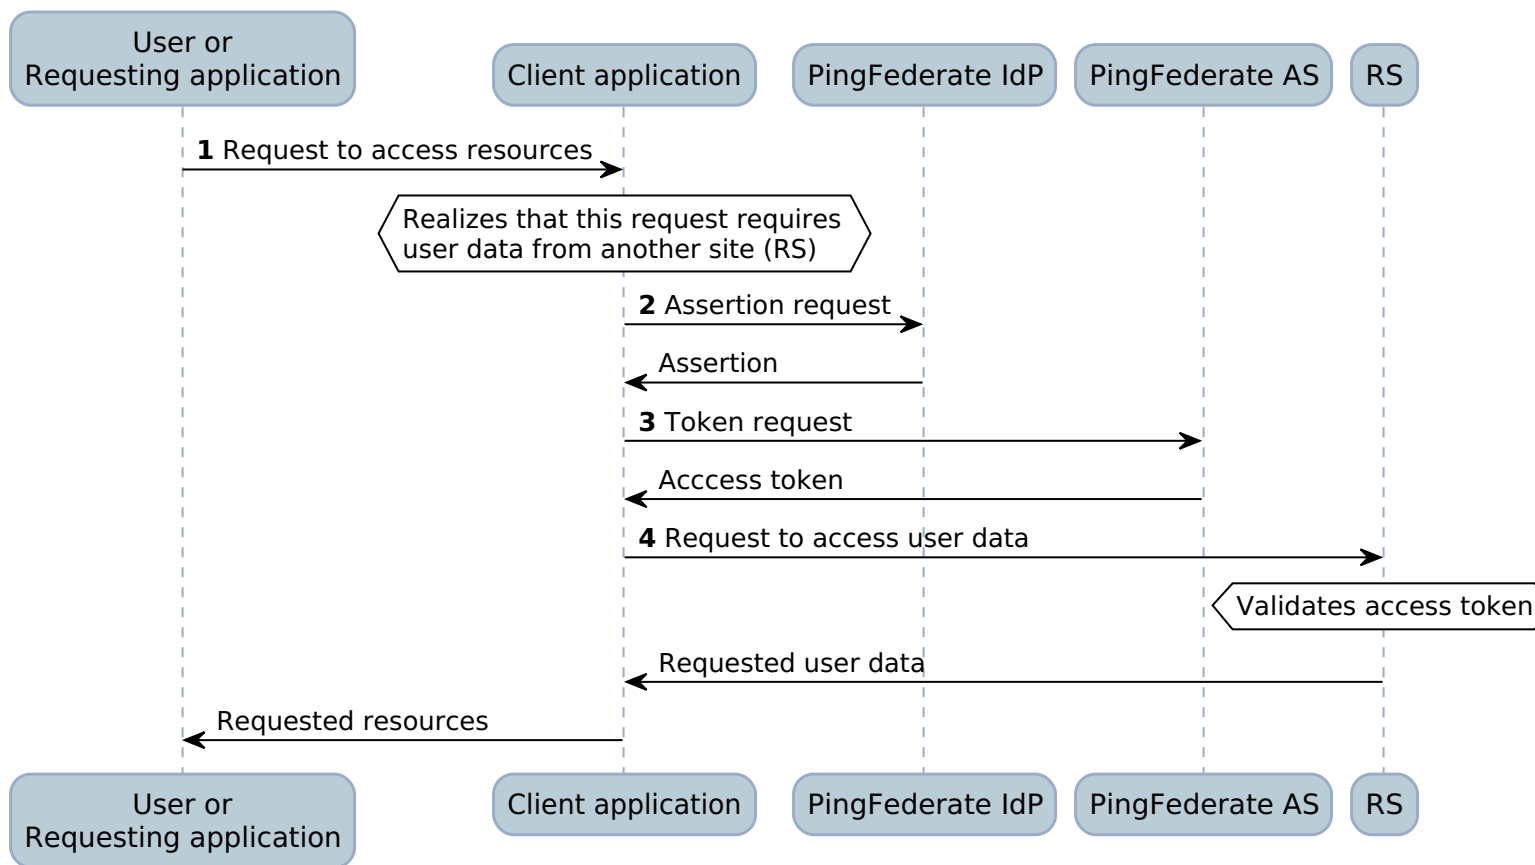 User or
Requesting application
Client application
PingFederate IdP
PingFederate AS
RS
1 Request to access resources
Realizes that this request requires
user data from another site (RS)
2 Assertion request
Assertion
3 Token request
Acccess token
4 Request to access user data
Validates access token
Requested user data
Requested resources
User or
Requesting application
Client application
PingFederate IdP
PingFederate AS
RS